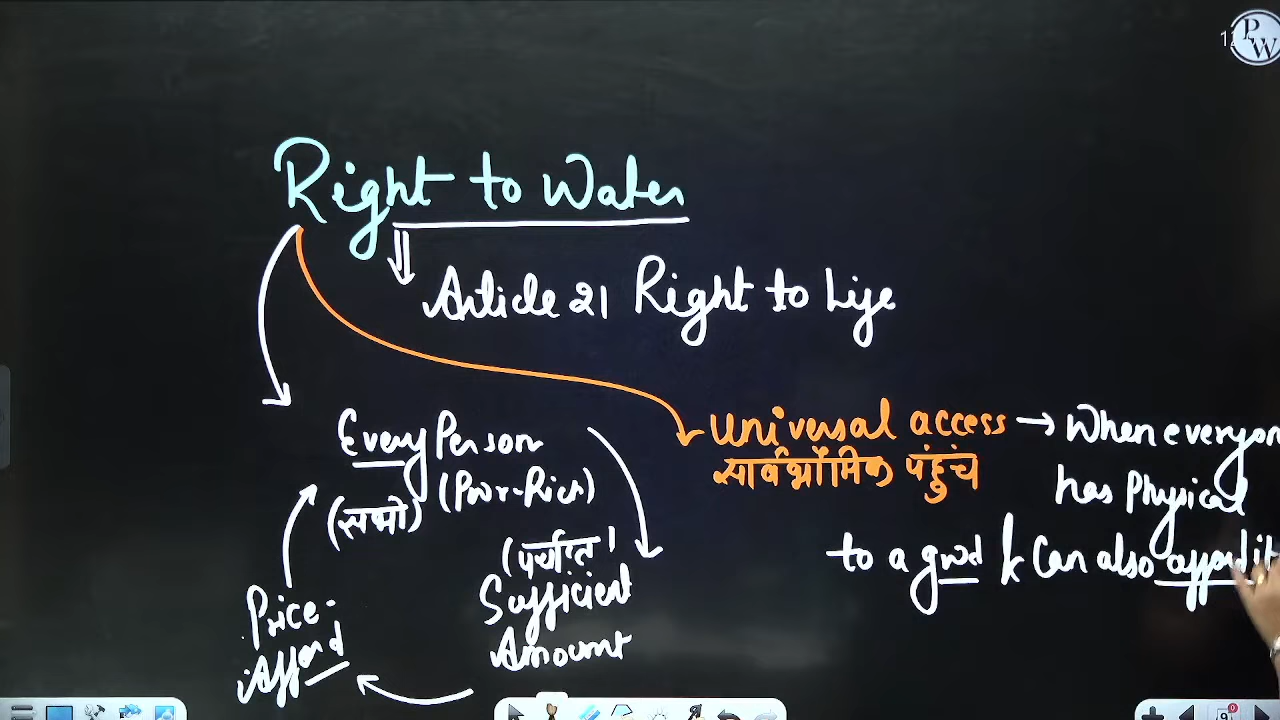 PW
Right to Water
Article 21 Right to Life
Every Person
(Poor-Rich)
(सभी)
Universal access → When everyon
सार्वभौमिक पंहुंच
has Physical
to a good & Can also afford it
(पर्याप्त)
Sufficient
Amount
Price-
Afford